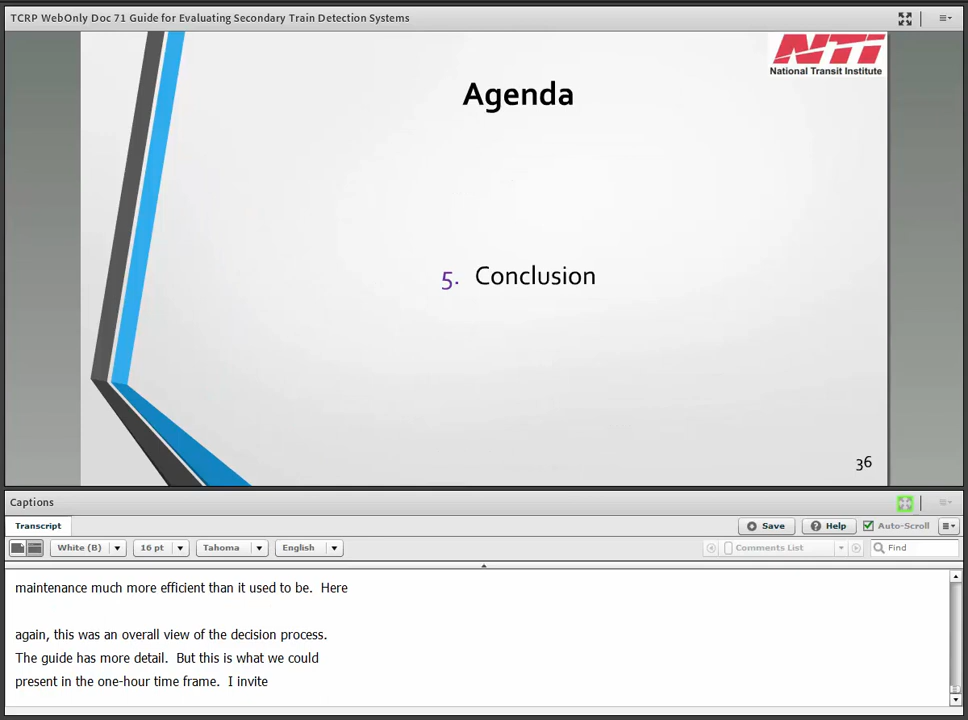 TCRP WebOnly Doc 71 Guide for Evaluating Secondary Train Detection Systems
NTI
National Transit Institute
Agenda
5. Conclusion
36
Captions
Transcript
Save
Help
Auto-Scroll
White (B)
16 pt
Tahoma
English
Comments List
Find
maintenance much more efficient than it used to be. Here
again, this was an overall view of the decision process.
The guide has more detail. But this is what we could
present in the one-hour time frame. I invite